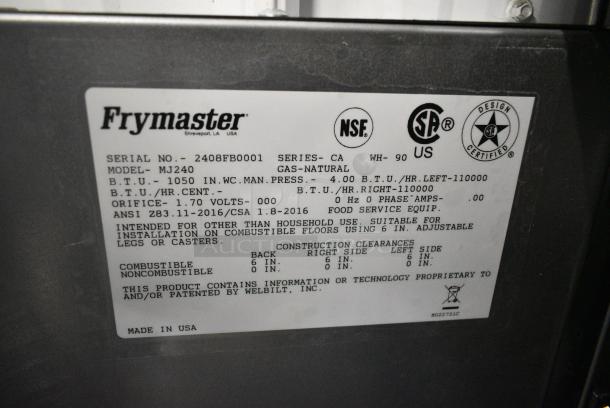 Frymaster
Shreveport, LA USA
NSF
SA ® US
DESIGN CERTIFIED
SERIAL NO.- 2408FB0001 SERIES- CA WH- 90
MODEL- MJ240 GAS-NATURAL
B.T.U.- 1050 IN.WC.MAN.PRESS.- 4.00 B.T.U./HR.LEFT-110000
B.T.U./HR.CENT.- B.T.U./HR.RIGHT-110000
ORIFICE- 1.70 VOLTS- 000 0 Hz 0 PHASE AMPS- .00
ANSI Z83.11-2016/CSA 1.8-2016 FOOD SERVICE EQUIP.
INTENDED FOR OTHER THAN HOUSEHOLD USE. SUITABLE FOR
INSTALLATION ON COMBUSTIBLE FLOORS USING 6 IN. ADJUSTABLE
LEGS OR CASTERS.
CONSTRUCTION CLEARANCES
BACK RIGHT SIDE LEFT SIDE
COMBUSTIBLE 6 IN. 6 IN. 6 IN.
NONCOMBUSTIBLE 0 IN. 0 IN. 0 IN.
THIS PRODUCT CONTAINS INFORMATION OR TECHNOLOGY PROPRIETARY TO
AND/OR PATENTED BY WELBILT, INC.
MADE IN USA